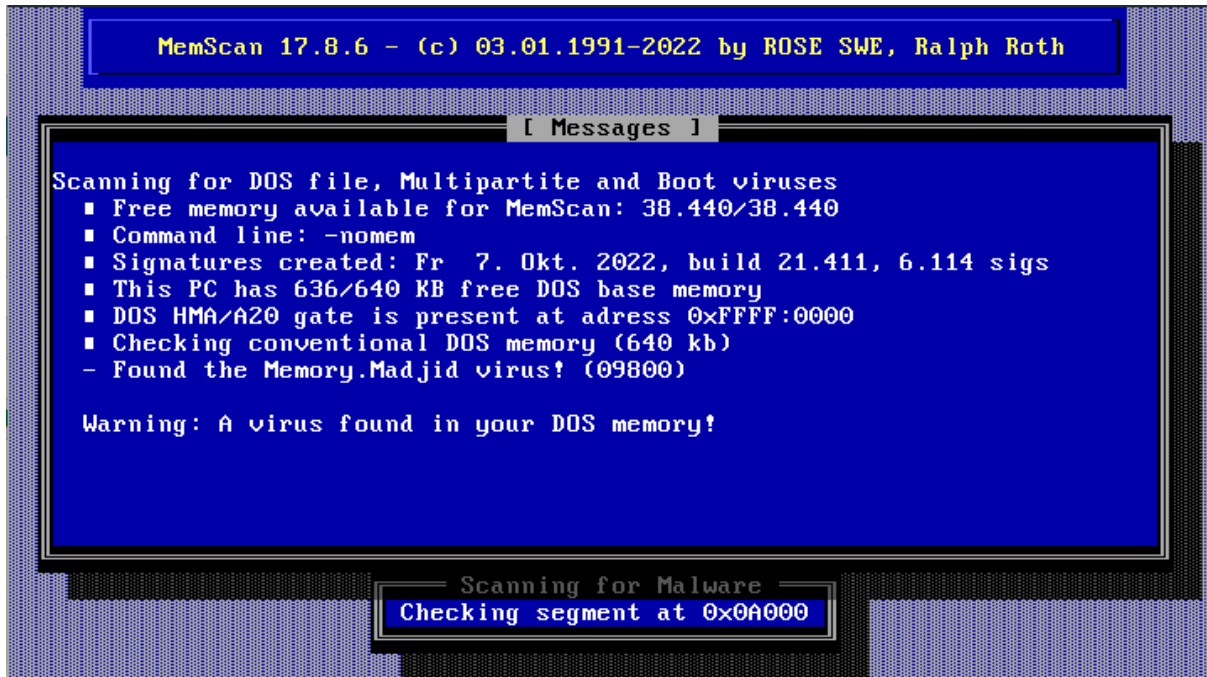 MemScan 17.8.6 - (c) 03.01.1991-2022 by ROSE SWE, Ralph Roth
[ Messages ]
Scanning for DOS file, Multipartite and Boot viruses
■ Free memory available for MemScan: 38.440/38.440
■ Command line: -nomem
■ Signatures created: Fr  7. Okt. 2022, build 21.411, 6.114 sigs
■ This PC has 636/640 KB free DOS base memory
■ DOS HMA/A20 gate is present at adress 0xFFFF:0000
■ Checking conventional DOS memory (640 kb)
- Found the Memory.Madjid virus! (09800)
Warning: A virus found in your DOS memory!
Scanning for Malware
Checking segment at 0x0A000